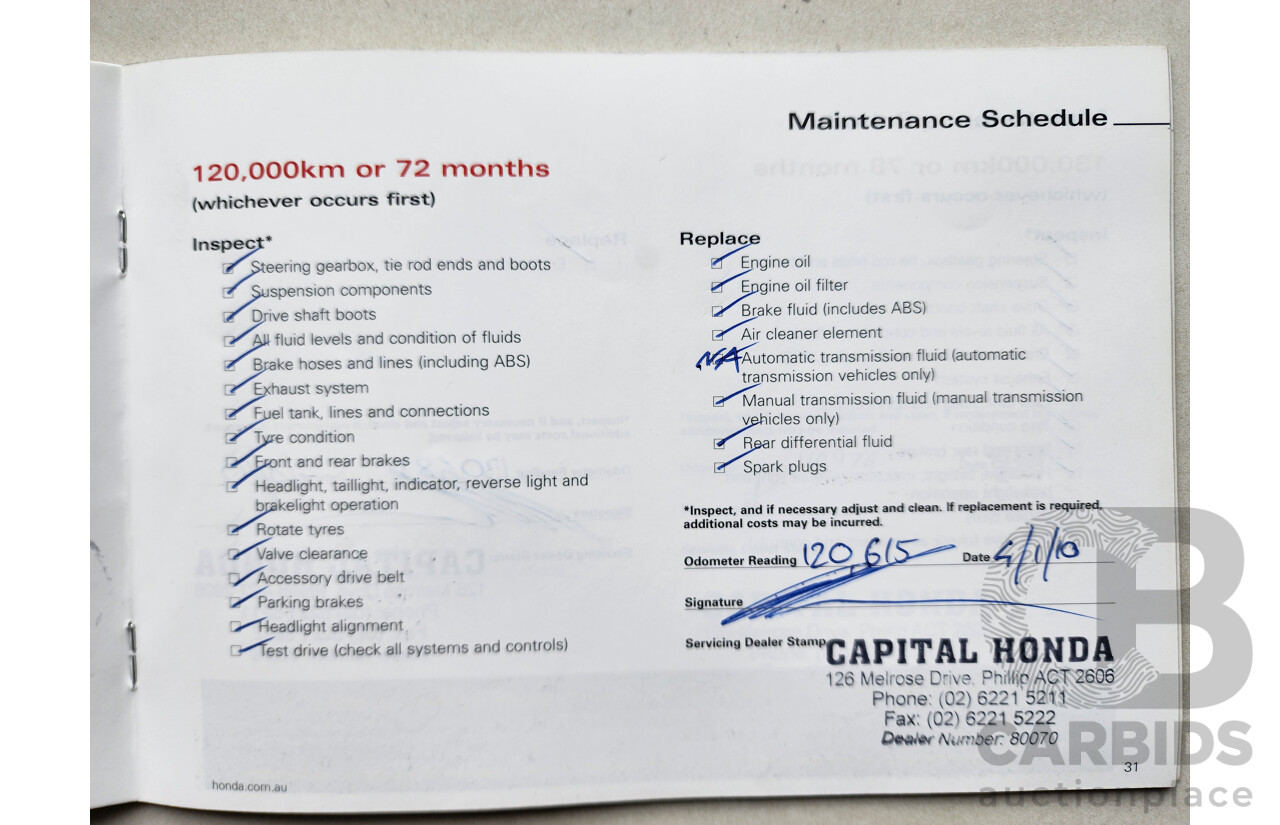 Maintenance Schedule
120,000km or 72 months
(whichever occurs first)
Inspect*
Steering gearbox, tie rod ends and boots
Suspension components
Drive shaft boots
All fluid levels and condition of fluids
Brake hoses and lines (including ABS)
Exhaust system
Fuel tank, lines and connections
Tyre condition
Front and rear brakes
Headlight, taillight, indicator, reverse light and
brakelight operation
Rotate tyres
Valve clearance
Accessory drive belt
Parking brakes
Headlight alignment
Test drive (check all systems and controls)
Replace
Engine oil
Engine oil filter
Brake fluid (includes ABS)
Air cleaner element
NA Automatic transmission fluid (automatic
transmission vehicles only)
Manual transmission fluid (manual transmission
vehicles only)
Rear differential fluid
Spark plugs
*Inspect, and if necessary adjust and clean. If replacement is required,
additional costs may be incurred.
Odometer Reading 120,615 Date /1/10
Signature
Servicing Dealer Stamp
CAPITAL HONDA
126 Melrose Drive, Phillip ACT 2606
Phone: (02) 6221 5211
Fax: (02) 6221 5222
Dealer Number: 80070
31
honda.com.au
CARBIDS
auctionplace